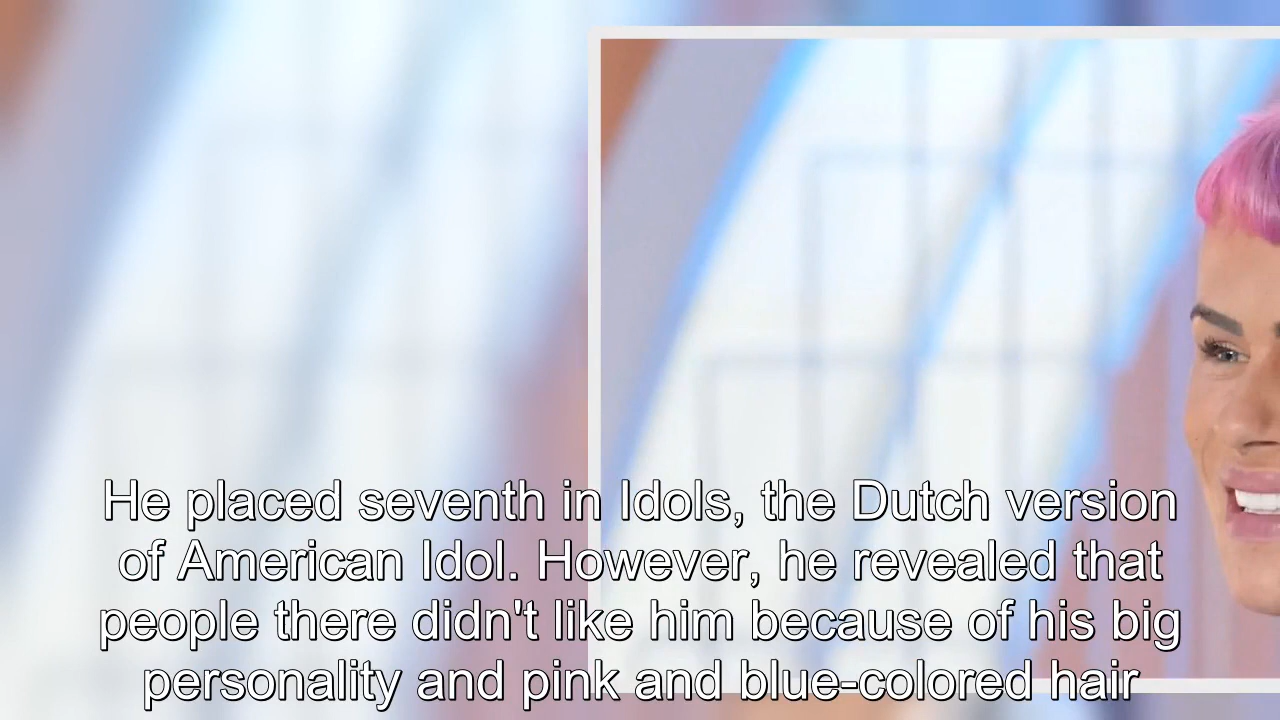 He placed seventh in Idols, the Dutch version
of American Idol. However, he revealed that
people there didn't like him because of his big
personality and pink and blue-colored hair